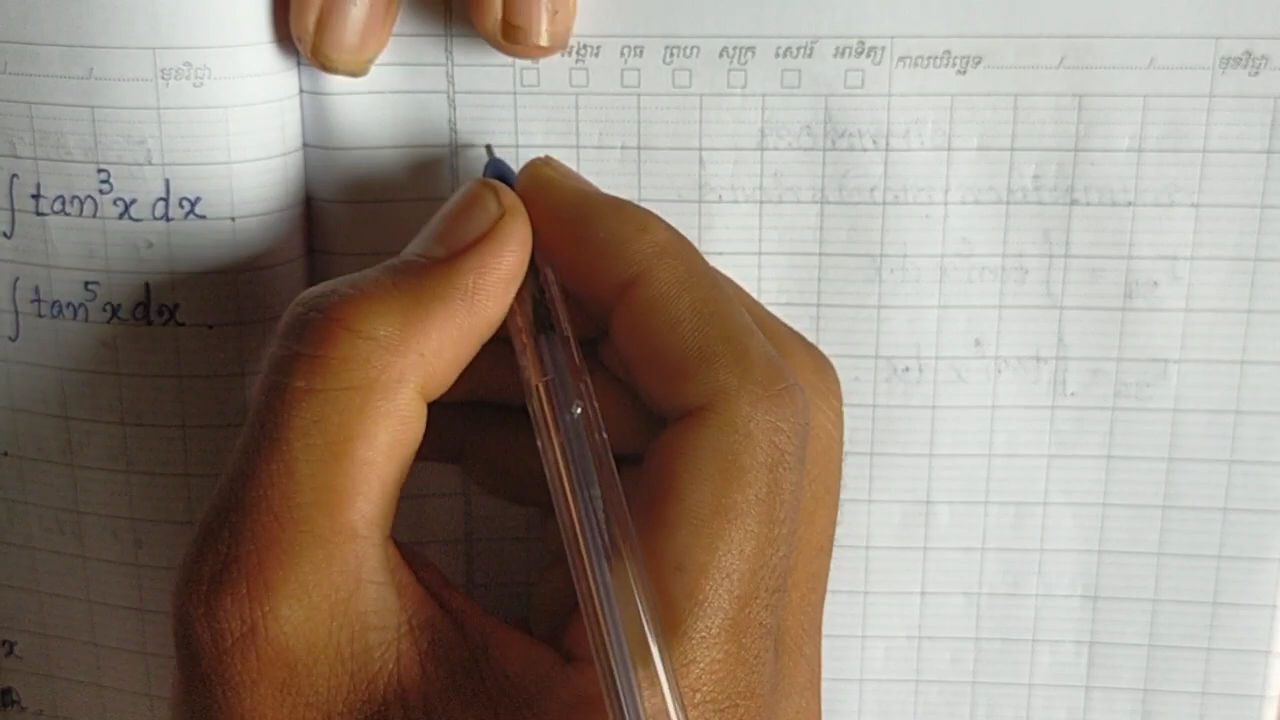 អង្គារ ពុធ ព្រហ សុក្រ សៅរ៍ អាទិត្យ កាលបរិច្ឆេទ............/............/............ មុខវិជ្ជា
/............/............ មុខវិជ្ជា............
∫ tan³x dx.
∫ tan⁵x dx.
x